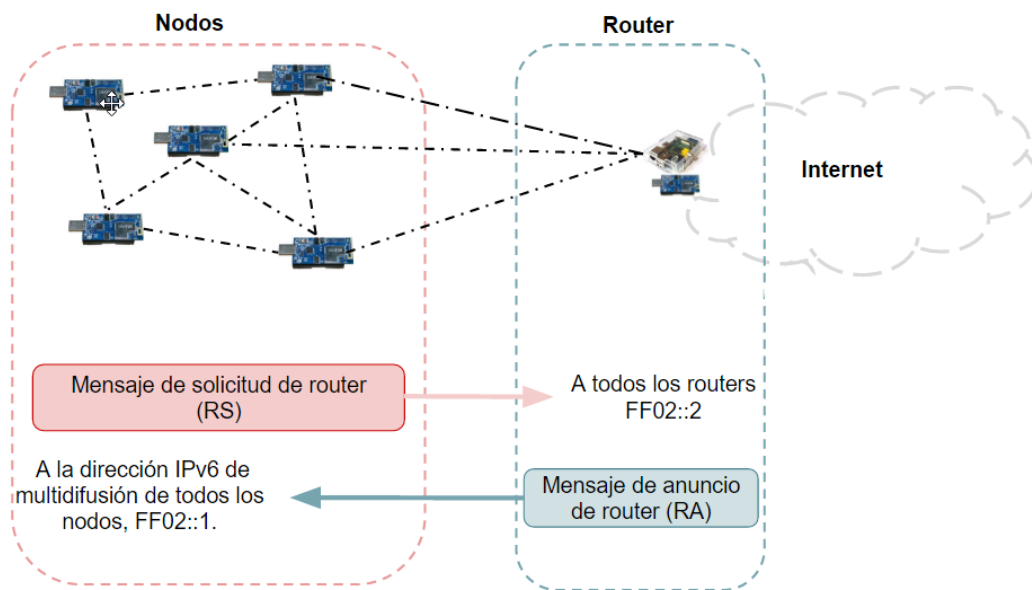 Nodos
Router
Internet
Mensaje de solicitud de router
(RS)
A todos los routers
FF02::2
A la dirección IPv6 de
multidifusión de todos los
nodos, FF02::1.
Mensaje de anuncio
de router (RA)